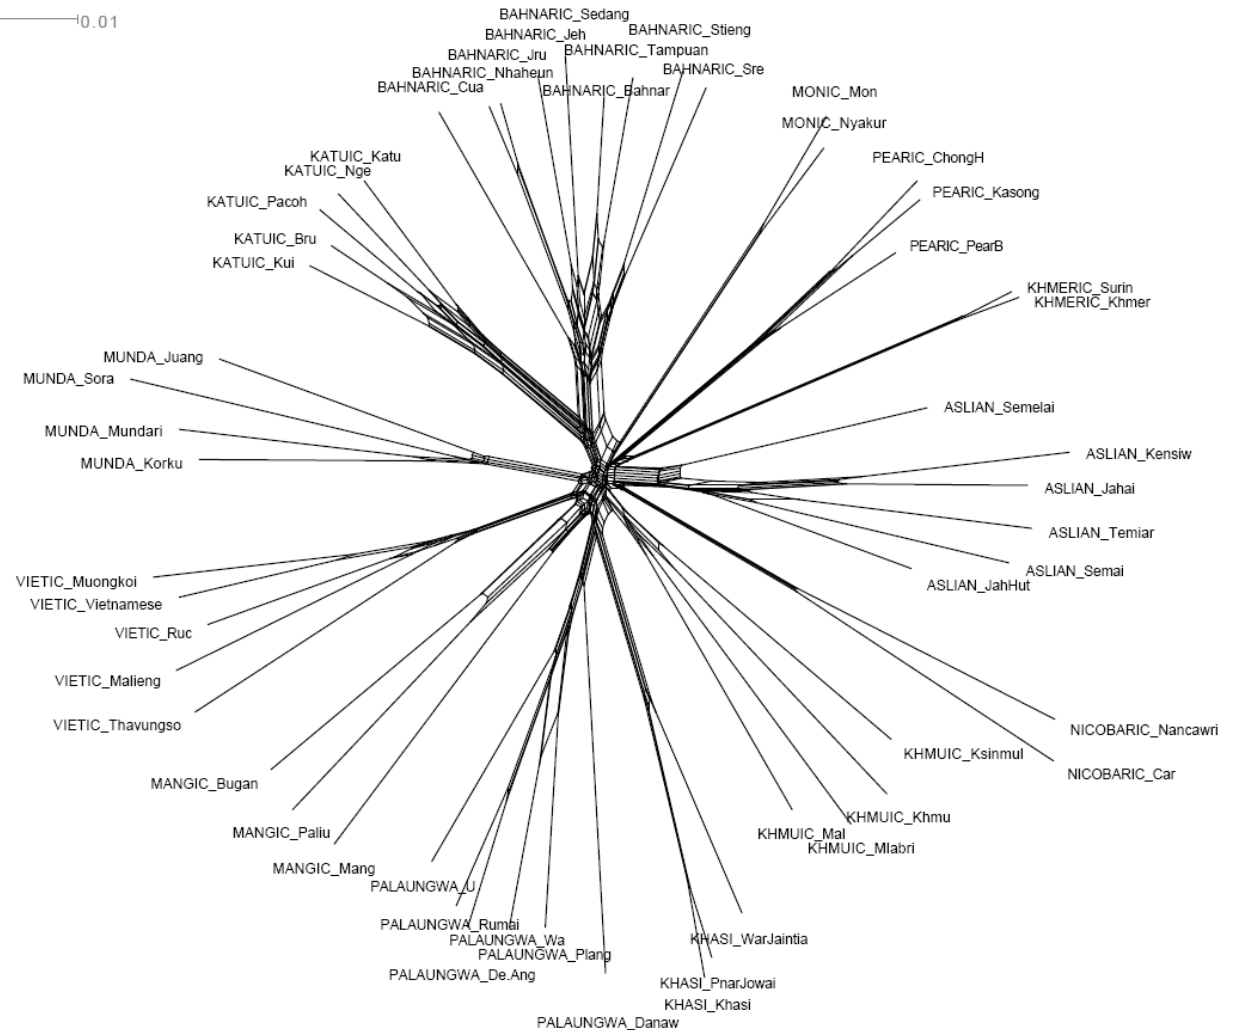 0.01
BAHNARIC_Sedang
BAHNARIC_Stieng
BAHNARIC_Jeh
BAHNARIC_Tampuan
BAHNARIC_Jru
BAHNARIC_Sre
BAHNARIC_Nhaheun
BAHNARIC_Cua
BAHNARIC_Bahnar
MONIC_Mon
MONIC_Nyakur
KATUIC_Katu
PEARIC_ChongH
KATUIC_Nge
PEARIC_Kasong
KATUIC_Pacoh
KATUIC_Bru
PEARIC_PearB
KATUIC_Kui
KHMERIC_Surin
KHMERIC_Khmer
MUNDA_Juang
MUNDA_Sora
ASLIAN_Semelai
MUNDA_Mundari
ASLIAN_Kensiw
MUNDA_Korku
ASLIAN_Jahai
ASLIAN_Temiar
ASLIAN_Semai
VIETIC_Muongkoi
ASLIAN_JahHut
VIETIC_Vietnamese
VIETIC_Ruc
VIETIC_Malieng
VIETIC_Thavungso
NICOBARIC_Nancawri
KHMUIC_Ksinmul
NICOBARIC_Car
MANGIC_Bugan
KHMUIC_Khmu
MANGIC_Paliu
KHMUIC_Mal
KHMUIC_Mlabri
MANGIC_Mang
PALAUNGWA_U
PALAUNGWA_Rumai
PALAUNGWA_Wa
KHASI_WarJaintia
PALAUNGWA_Plang
PALAUNGWA_De.Ang
KHASI_PnarJowai
KHASI_Khasi
PALAUNGWA_Danaw